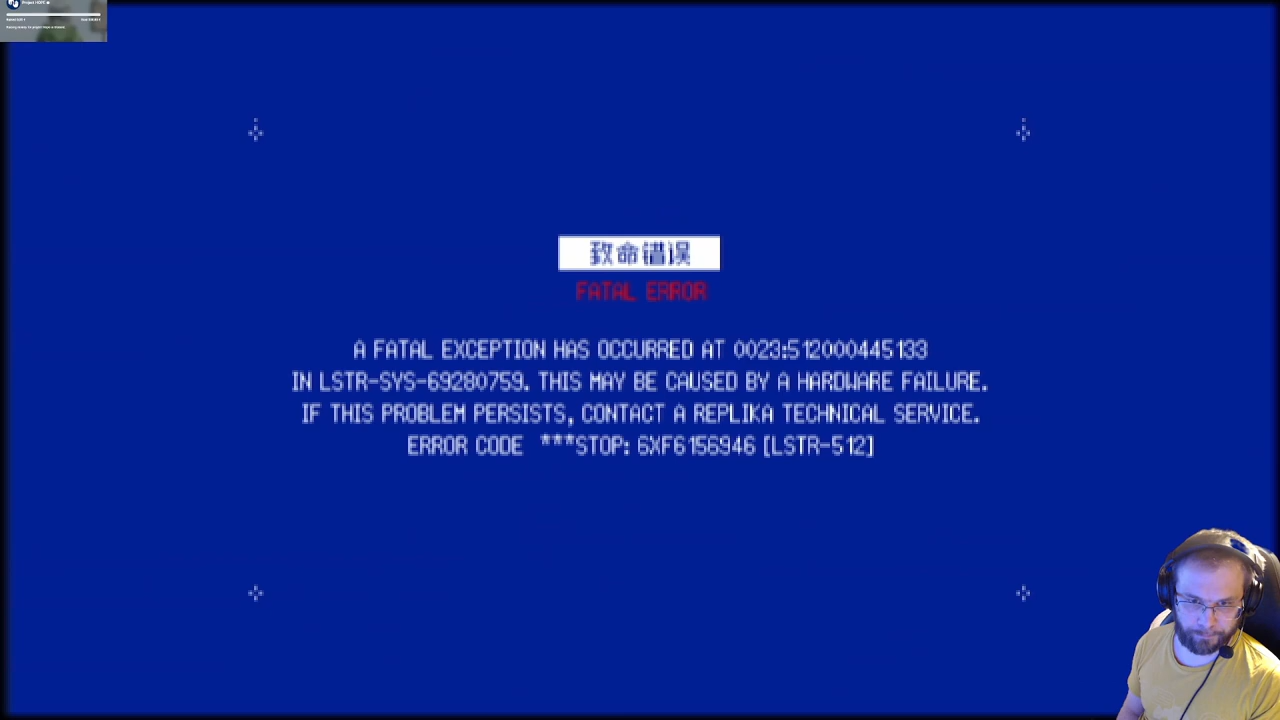 Project HOPE
致命错误
FATAL ERROR
A FATAL EXCEPTION HAS OCCURRED AT 0023:512000445133
IN LSTR-SYS-69280759. THIS MAY BE CAUSED BY A HARDWARE FAILURE.
IF THIS PROBLEM PERSISTS, CONTACT A REPLIKA TECHNICAL SERVICE.
ERROR CODE ***STOP: 6XF6156946 [LSTR-512]